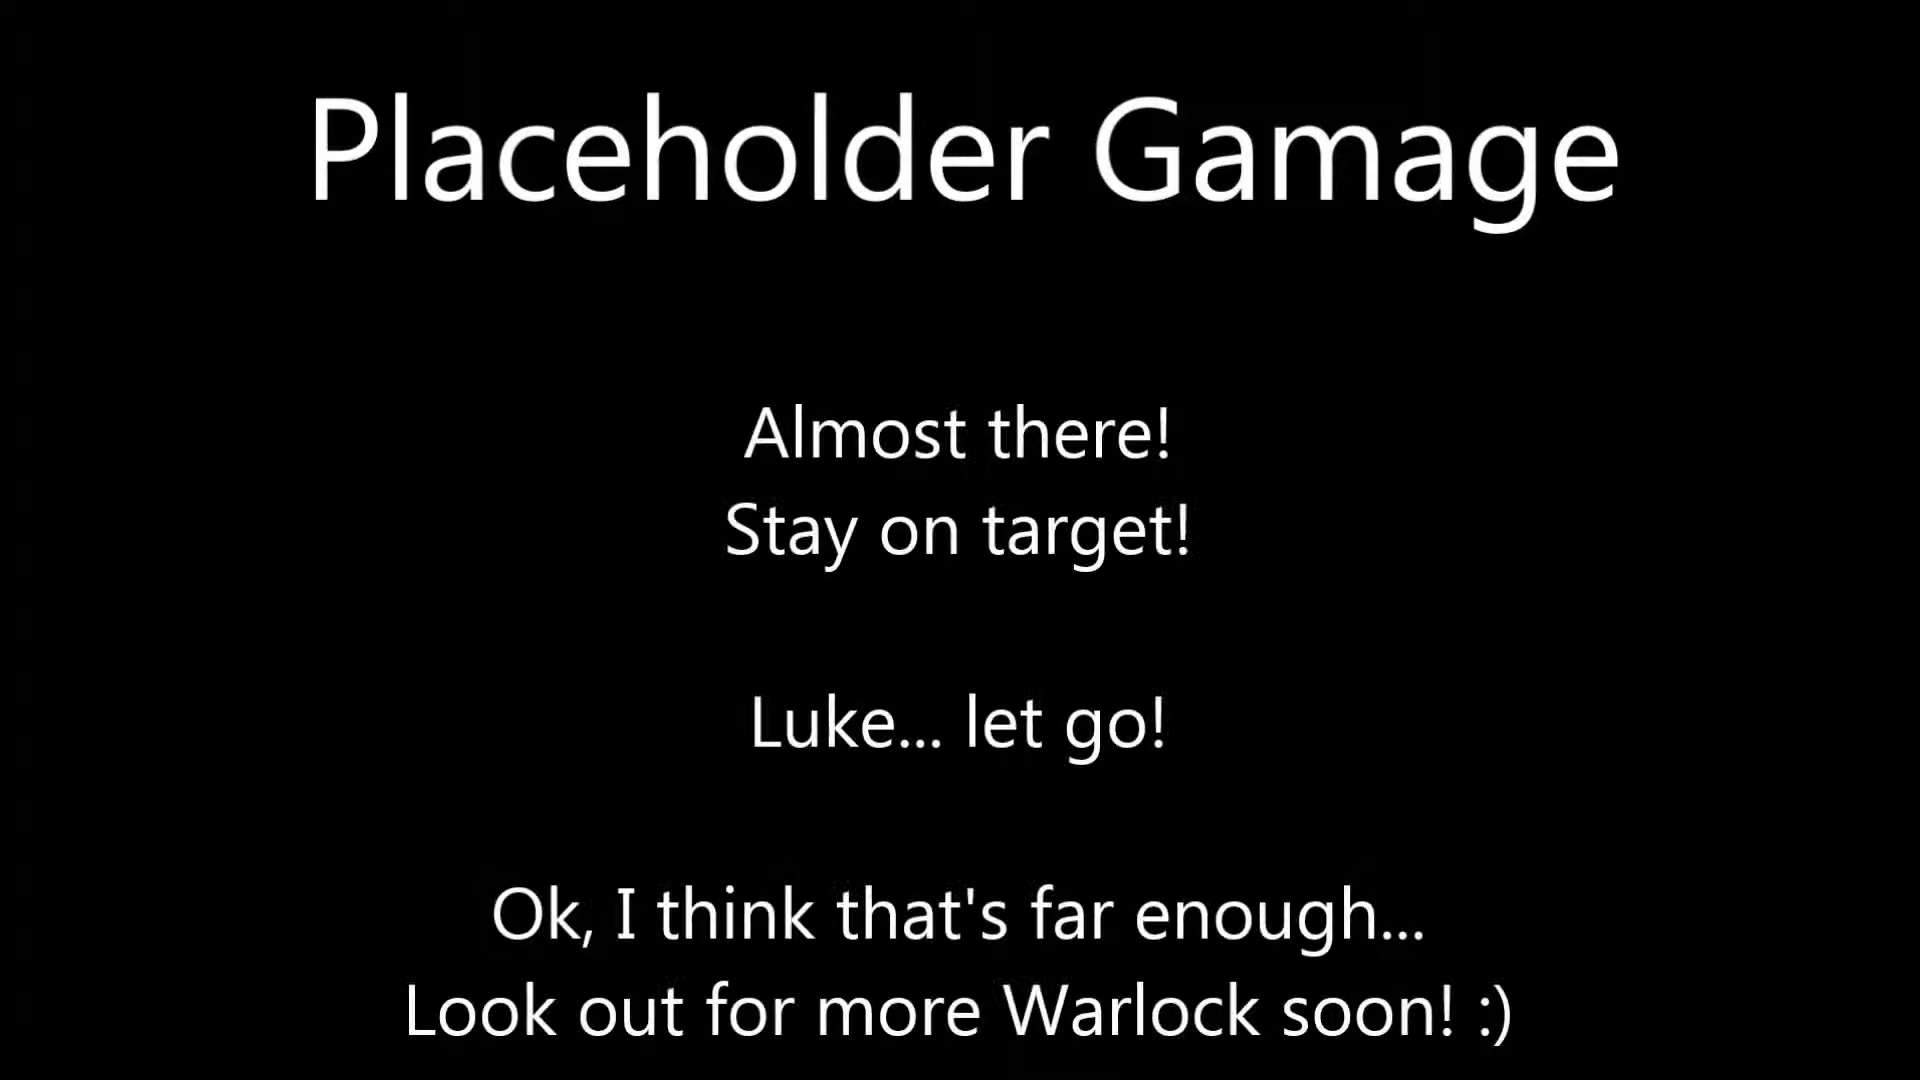 Placeholder Gamage
Almost there!
Stay on target!
Luke... let go!
Ok, I think that's far enough...
Look out for more Warlock soon! :)